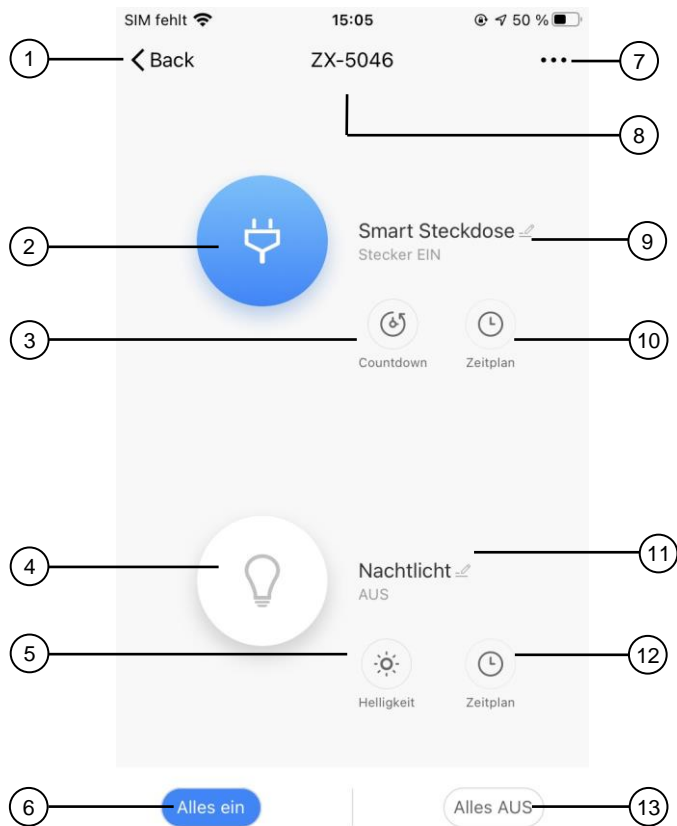 SIM fehlt 15:05 50 %
1 Back ZX-5046 ... 7
8
2 Smart Steckdose 9
Stecker EIN
3 10
Countdown Zeitplan
11
4 Nachtlicht
AUS
5 12
Helligkeit Zeitplan
6 Alles ein Alles AUS 13